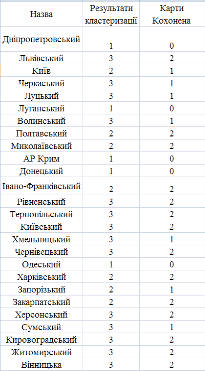 Назва Результати кластеризації Карти Кохонена
Дніпропетровський 1 0
Львівський 3 2
Київ 2 1
Черкаський 3 1
Луцький 3 1
Луганський 1 0
Волинський 3 1
Полтавський 2 2
Миколаївський 2 2
АР Крим 1 0
Донецький 1 0
Івано-Франківський 2 2
Рівненський 3 2
Тернопільський 3 2
Київський 3 2
Хмельницький 3 1
Чернівецький 3 2
Одеський 1 0
Харківський 2 2
Запорізький 2 1
Закарпатський 2 2
Херсонський 3 2
Сумський 3 1
Кировоградський 3 2
Житомирський 3 2
Вінницька 3 2